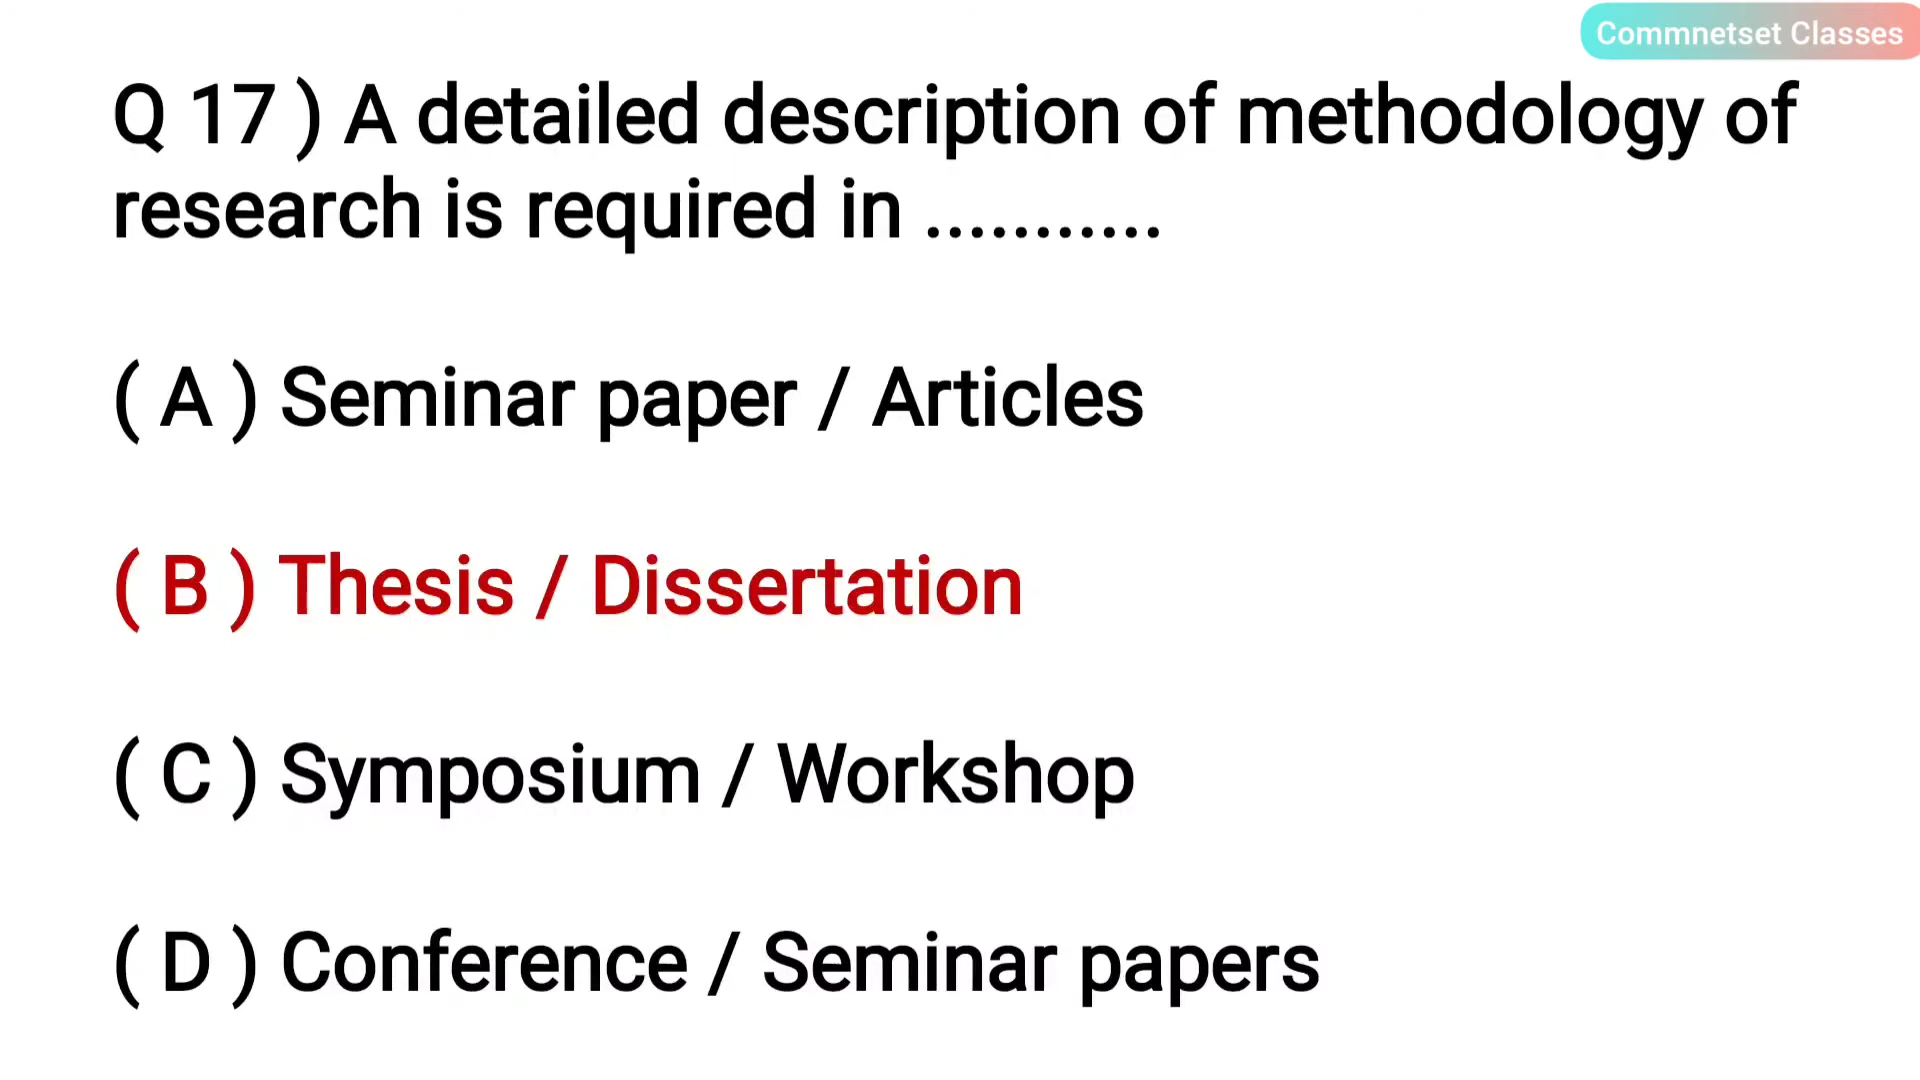 Commnetset Classes
Q 17 ) A detailed description of methodology of
research is required in ...........
( A ) Seminar paper / Articles
( B ) Thesis / Dissertation
( C ) Symposium / Workshop
( D ) Conference / Seminar papers